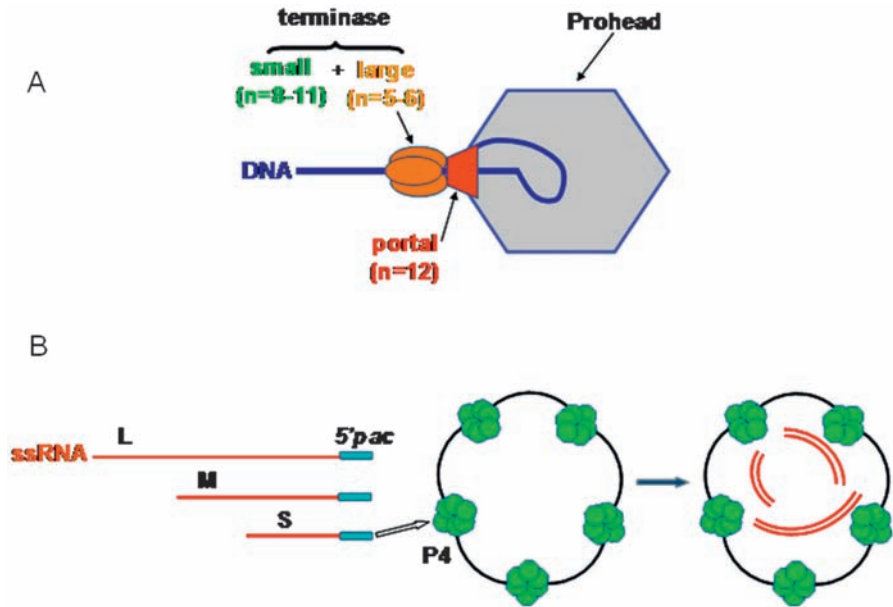 A
terminase
small + large
(n=8-11) (n=5-6)
Prohead
DNA
portal
(n=12)
B
ssRNA
L
5'pac
M
S
P4